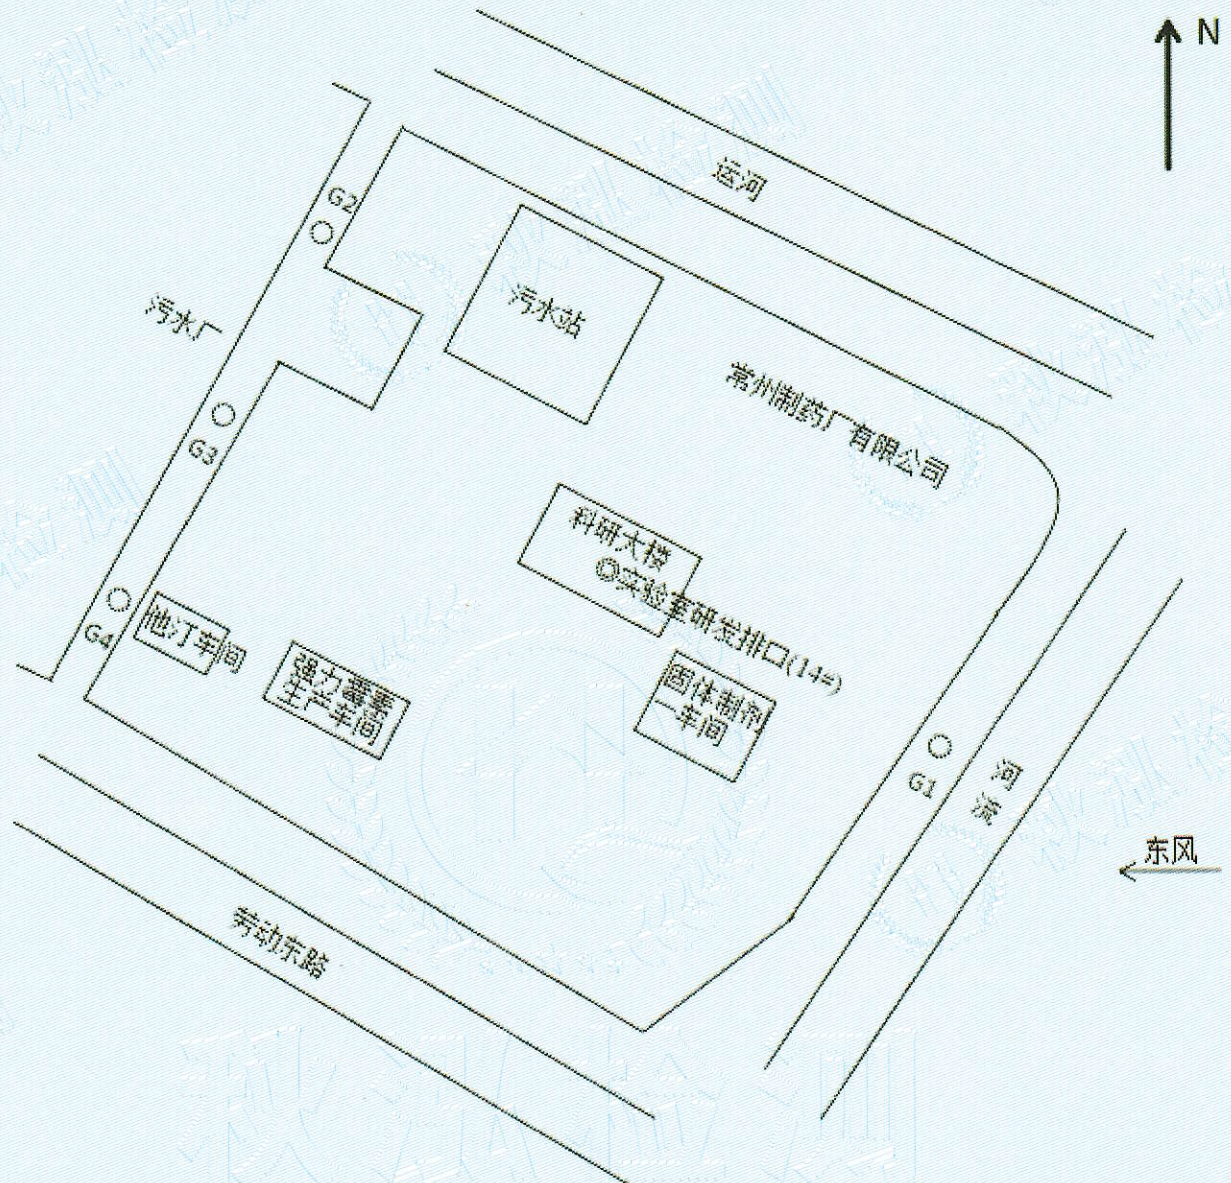 N
运河
G2
污水站
污水厂
常州制药厂有限公司
G3
科研大楼
◎实验室研发排口(14#)
G4
他汀车间
强力霉素
生产车间
固体制剂
一车间
G1
河流
东风
劳动东路